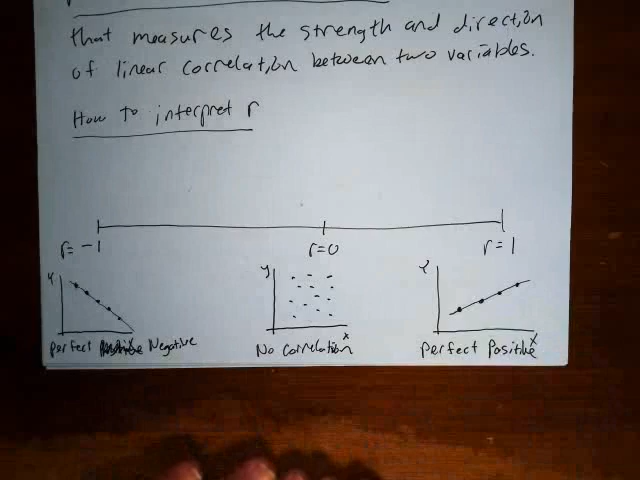 that measures the strength and direction
of linear correlation between two variables.
How to interpret r
r= -1
r=0
r=1
y
y
y
x
x
x
Perfect Negative
No Correlation
Perfect Positive